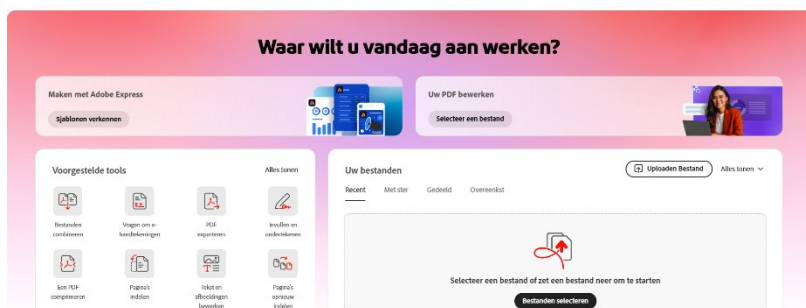 Waar wilt u vandaag aan werken?
Maken met Adobe Express
Sjablonen verkennen
Uw PDF bewerken
Selecteer een bestand
Voorgestelde tools
Alles tonen
Bestanden
combineren
Vragen om e-
handtekeningen
PDF
exporteren
Invullen en
ondertekenen
Een PDF
comprimeren
Pagina's
indelen
Tekst en
afbeeldingen
bewerken
Pagina's
opnieuw
indelen
Uw bestanden
Uploaden Bestand
Alles tonen
Recent
Met ster
Gedeeld
Overeenkst
Selecteer een bestand of zet een bestand neer om te starten
Bestanden selecteren